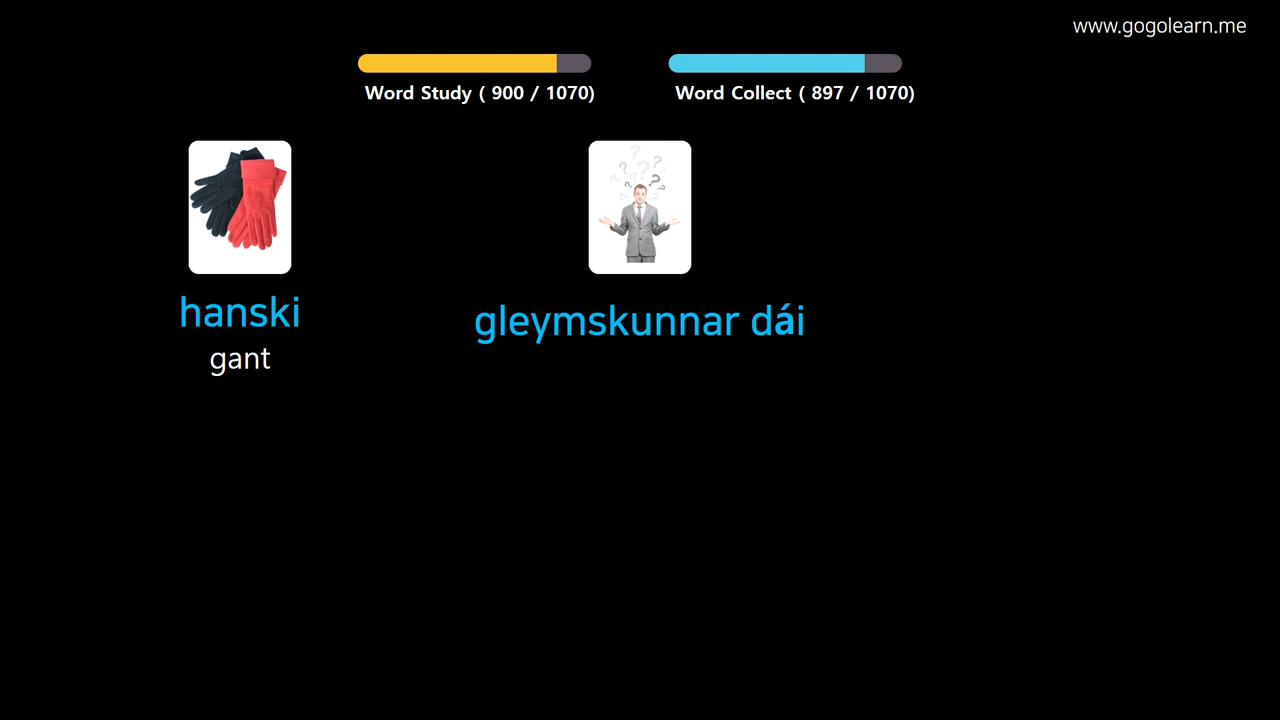 www.gogolearn.me
Word Study ( 900 / 1070)
Word Collect ( 897 / 1070)
hanski
gant
gleymskunnar dái